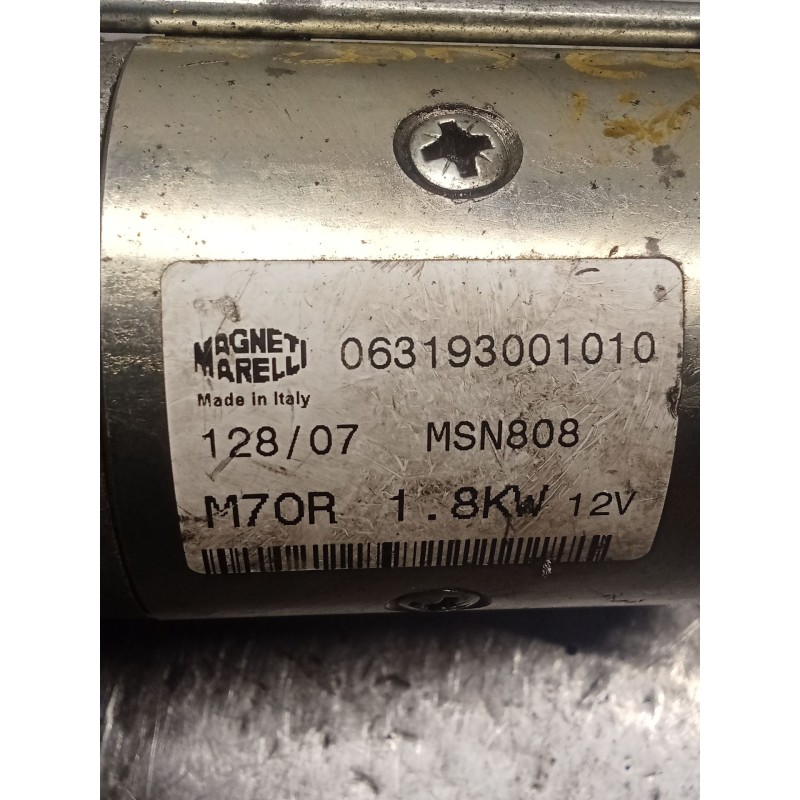 MAGNETI
MARELLI
063193001010
Made in Italy
128/07 MSN808
M70R 1.8KW 12V